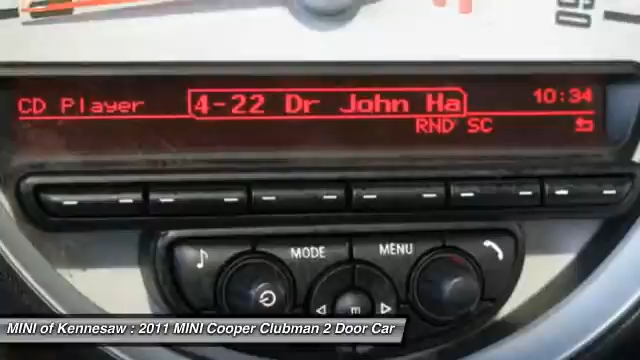 CD Player 4-22 Dr John Ha 10:34
RND SC
MODE MENU
MINI of Kennesaw : 2011 MINI Cooper Clubman 2 Door Car